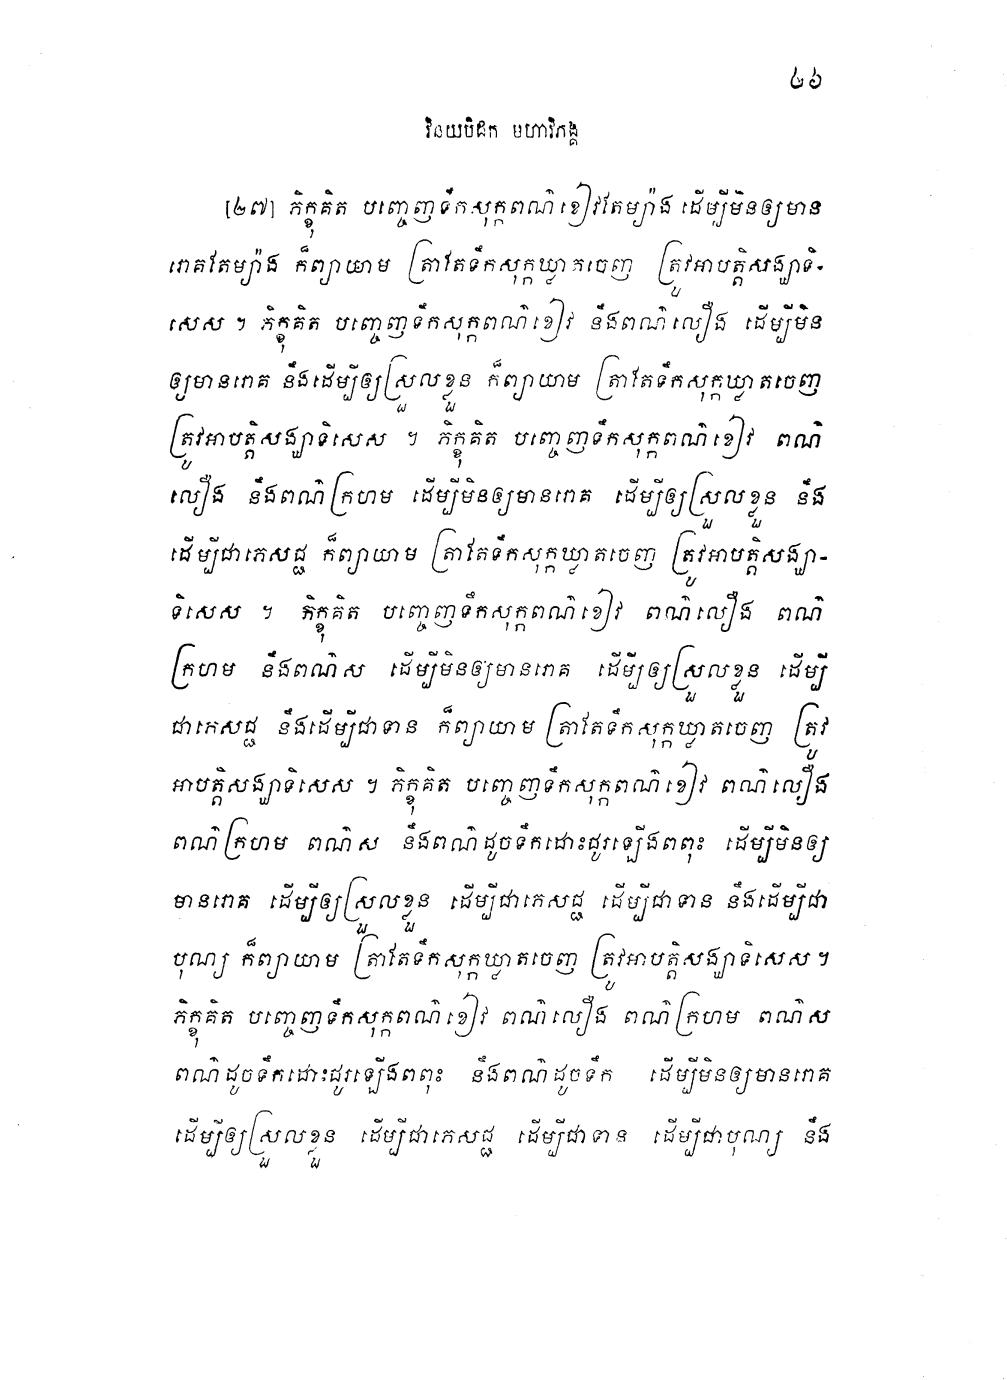 ២៦
វិនយបិដក មហាវិភង្គ
[២៧] ភិក្ខុគិត បញ្ចេញទឹកសុក្កពណ៌ខៀវតែម្យ៉ាង ដើម្បីមិនឲ្យមាន
រោគតែម្យ៉ាង ក៏ព្យាយាម ត្រាតែទឹកសុក្កឃ្លាតចេញ ត្រូវអាបត្តិសង្ឃាទិ-
សេស ។ ភិក្ខុគិត បញ្ចេញទឹកសុក្កពណ៌ខៀវ នឹងពណ៌លឿង ដើម្បីមិន
ឲ្យមានរោគ នឹងដើម្បីឲ្យស្រួលខ្លួន ក៏ព្យាយាម ត្រាតែទឹកសុក្កឃ្លាតចេញ
ត្រូវអាបត្តិសង្ឃាទិសេស ។ ភិក្ខុគិត បញ្ចេញទឹកសុក្កពណ៌ខៀវ ពណ៌
លឿង នឹងពណ៌ក្រហម ដើម្បីមិនឲ្យមានរោគ ដើម្បីឲ្យស្រួលខ្លួន នឹង
ដើម្បីជាភេសជ្ជ ក៏ព្យាយាម ត្រាតែទឹកសុក្កឃ្លាតចេញ ត្រូវអាបត្តិសង្ឃា-
ទិសេស ។ ភិក្ខុគិត បញ្ចេញទឹកសុក្កពណ៌ខៀវ ពណ៌លឿង ពណ៌
ក្រហម នឹងពណ៌ស ដើម្បីមិនឲ្យមានរោគ ដើម្បីឲ្យស្រួលខ្លួន ដើម្បី
ជាភេសជ្ជ នឹងដើម្បីជាទាន ក៏ព្យាយាម ត្រាតែទឹកសុក្កឃ្លាតចេញ ត្រូវ
អាបត្តិសង្ឃាទិសេស ។ ភិក្ខុគិត បញ្ចេញទឹកសុក្កពណ៌ខៀវ ពណ៌លឿង
ពណ៌ក្រហម ពណ៌ស នឹងពណ៌ដូចទឹកដោះជូរឡើងពពុះ ដើម្បីមិនឲ្យ
មានរោគ ដើម្បីឲ្យស្រួលខ្លួន ដើម្បីជាភេសជ្ជ ដើម្បីជាទាន នឹងដើម្បីជា
បុណ្យ ក៏ព្យាយាម ត្រាតែទឹកសុក្កឃ្លាតចេញ ត្រូវអាបត្តិសង្ឃាទិសេស ។
ភិក្ខុគិត បញ្ចេញទឹកសុក្កពណ៌ខៀវ ពណ៌លឿង ពណ៌ក្រហម ពណ៌ស
ពណ៌ដូចទឹកដោះជូរឡើងពពុះ នឹងពណ៌ដូចទឹក ដើម្បីមិនឲ្យមានរោគ
ដើម្បីឲ្យស្រួលខ្លួន ដើម្បីជាភេសជ្ជ ដើម្បីជាទាន ដើម្បីជាបុណ្យ នឹង